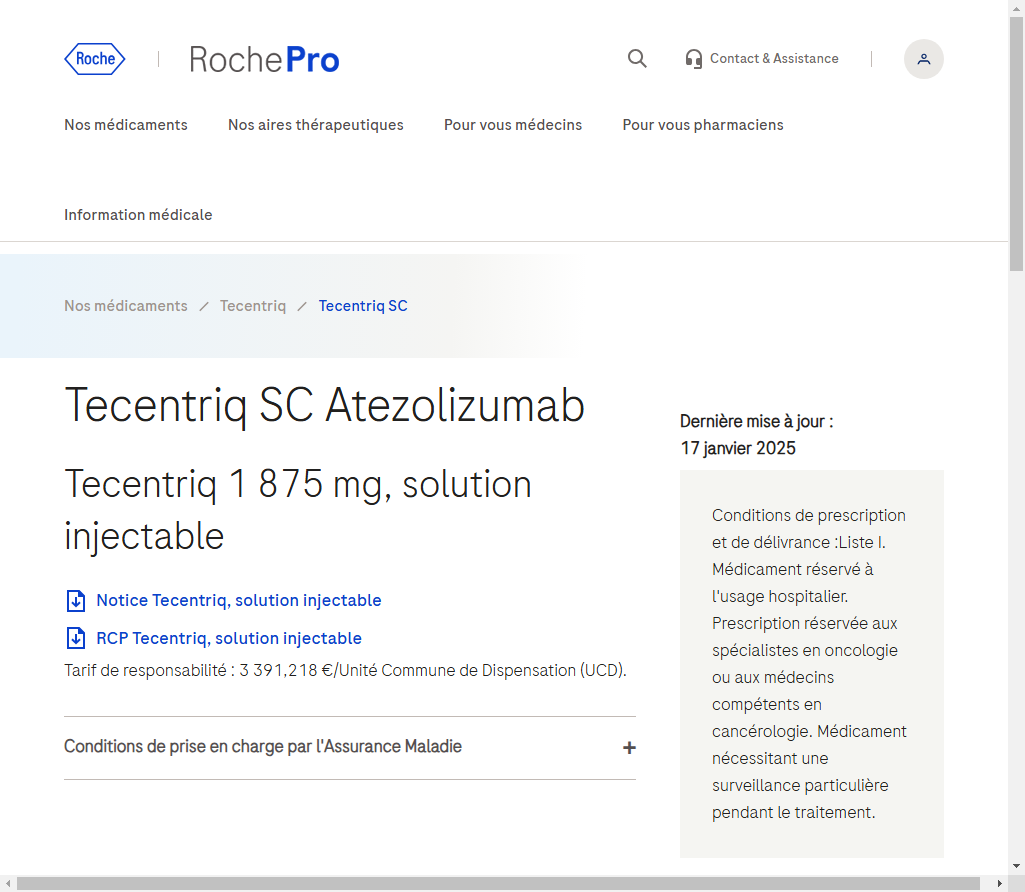 Roche
RochePro
Contact & Assistance
Nos médicaments
Nos aires thérapeutiques
Pour vous médecins
Pour vous pharmaciens
Information médicale
Nos médicaments / Tecentriq / Tecentriq SC
Tecentriq SC Atezolizumab
Tecentriq 1 875 mg, solution
injectable
Notice Tecentriq, solution injectable
RCP Tecentriq, solution injectable
Tarif de responsabilité : 3 391,218 €/Unité Commune de Dispensation (UCD).
Conditions de prise en charge par l'Assurance Maladie +
Dernière mise à jour :
17 janvier 2025
Conditions de prescription
et de délivrance :Liste I.
Médicament réservé à
l'usage hospitalier.
Prescription réservée aux
spécialistes en oncologie
ou aux médecins
compétents en
cancérologie. Médicament
nécessitant une
surveillance particulière
pendant le traitement.